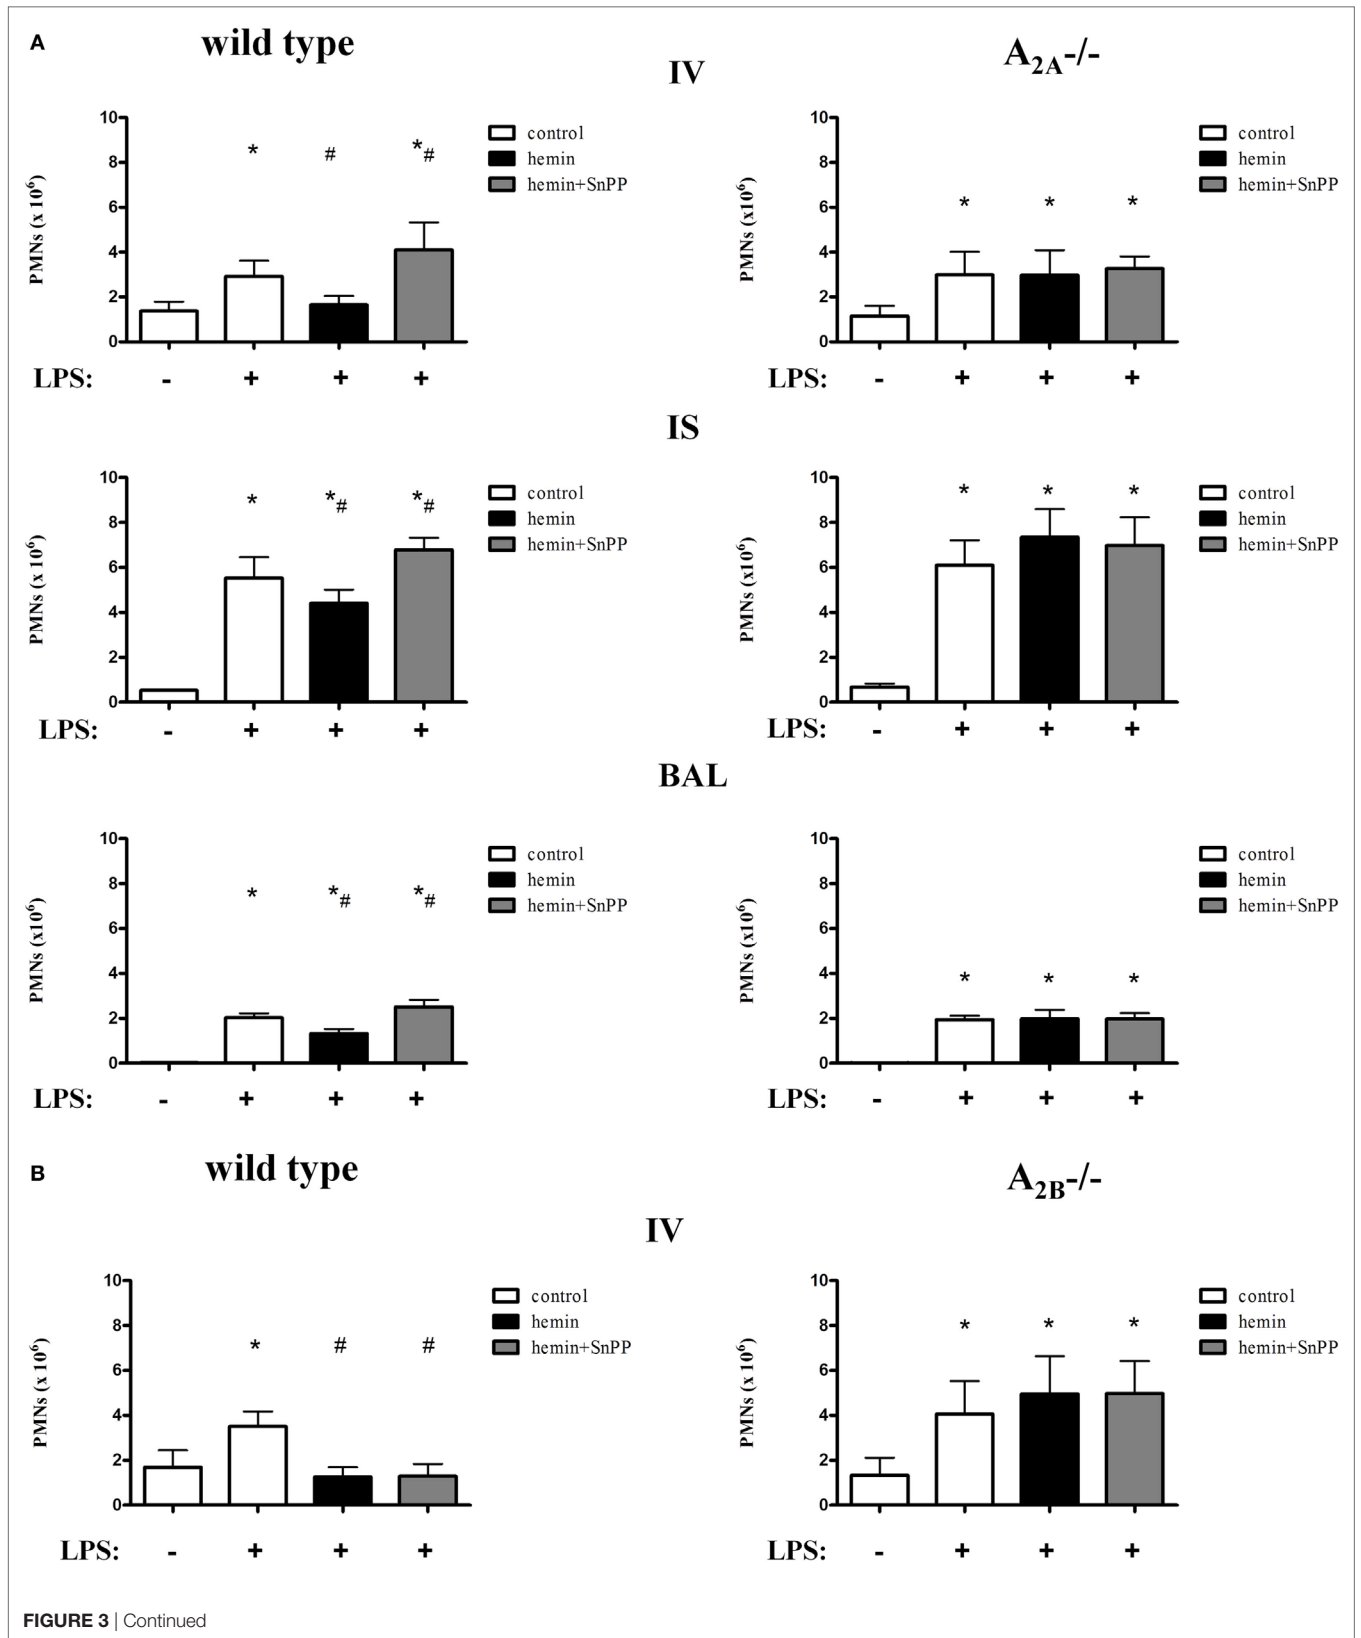 A
wild type
A2A-/-
IV
PMNs (x 10⁶)
10
8
6
4
2
0
*
#
*#
control
hemin
hemin+SnPP
LPS: - + + +
PMNs (x10⁶)
10
8
6
4
2
0
*
*
*
control
hemin
hemin+SnPP
LPS: - + + +
IS
PMNs (x 10⁶)
10
8
6
4
2
0
*
*#
*#
control
hemin
hemin+SnPP
LPS: - + + +
PMNs (x10⁶)
10
8
6
4
2
0
*
*
*
control
hemin
hemin+SnPP
LPS: - + + +
BAL
PMNs (x10⁶)
10
8
6
4
2
0
*
*#
*#
control
hemin
hemin+SnPP
LPS: - + + +
PMNs (x10⁶)
10
8
6
4
2
0
*
*
*
control
hemin
hemin+SnPP
LPS: - + + +
B
wild type
A2B-/-
IV
PMNs (x 10⁶)
10
8
6
4
2
0
*
#
#
control
hemin
hemin+SnPP
LPS: - + + +
PMNs (x 10⁶)
10
8
6
4
2
0
*
*
*
control
hemin
hemin+SnPP
LPS: - + + +
FIGURE 3 | Continued